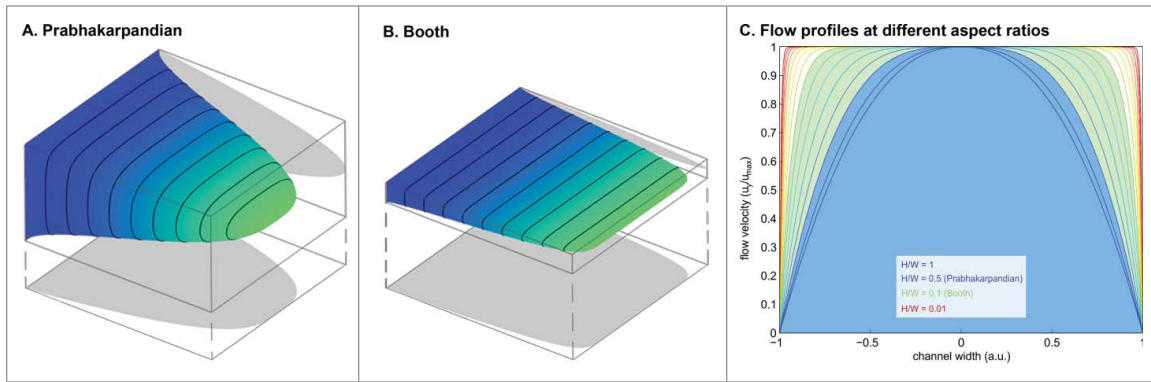 A. Prabhakarpandian
B. Booth
C. Flow profiles at different aspect ratios
flow velocity (uy/umax)
1
0.9
0.8
0.7
0.6
0.5
0.4
0.3
0.2
0.1
0
H/W = 1
H/W = 0.5 (Prabhakarpandian)
H/W = 0.1 (Booth)
H/W = 0.01
−1
−0.5
0
0.5
1
channel width (a.u.)